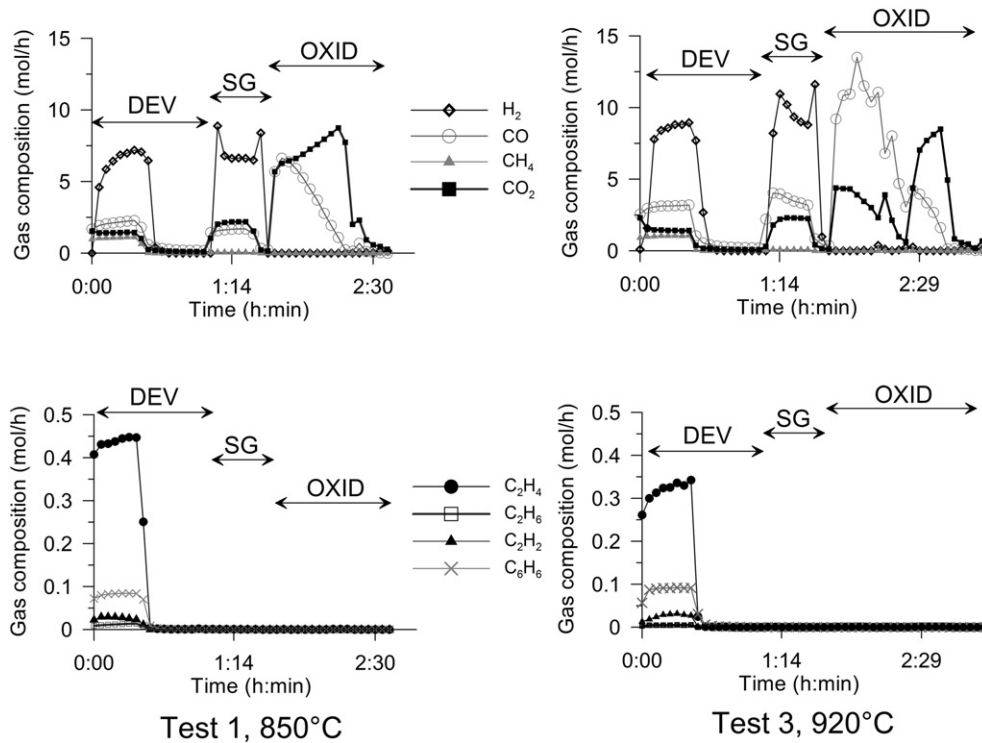 OXID
SG
DEV
Gas composition (mol/h)
15
10
5
0
0:00
1:14
2:30
Time (h:min)
H₂
CO
CH₄
CO₂
OXID
SG
DEV
Gas composition (mol/h)
15
10
5
0
0:00
1:14
2:29
Time (h:min)
DEV
SG
OXID
Gas composition (mol/h)
0.5
0.4
0.3
0.2
0.1
0
0:00
1:14
2:30
Time (h:min)
C₂H₄
C₂H₆
C₂H₂
C₆H₆
OXID
SG
DEV
Gas composition (mol/h)
0.5
0.4
0.3
0.2
0.1
0
0:00
1:14
2:29
Time (h:min)
Test 1, 850°C
Test 3, 920°C